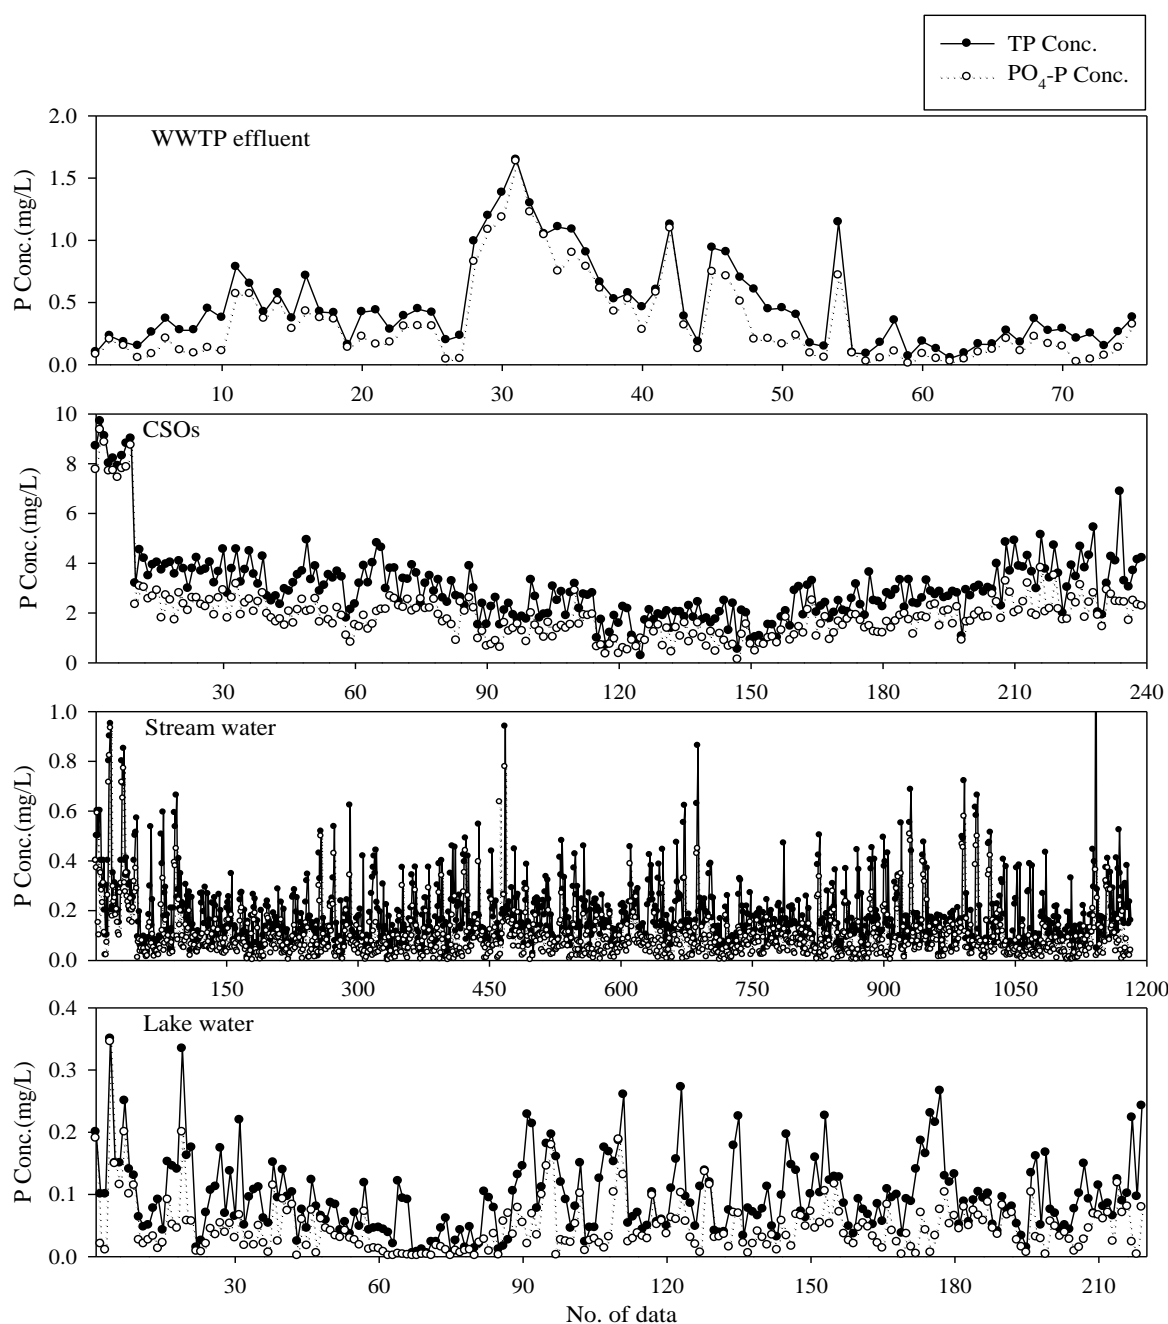 TP Conc.
PO4-P Conc.
2.0
WWTP effluent
1.5
1.0
0.5
0.0
P Conc.(mg/L)
10 20 30 40 50 60 70
10
CSOs
8
6
4
2
0
P Conc.(mg/L)
30 60 90 120 150 180 210 240
1.0
Stream water
0.8
0.6
0.4
0.2
0.0
P Conc.(mg/L)
150 300 450 600 750 900 1050 1200
0.4
Lake water
0.3
0.2
0.1
0.0
P Conc.(mg/L)
30 60 90 120 150 180 210
No. of data